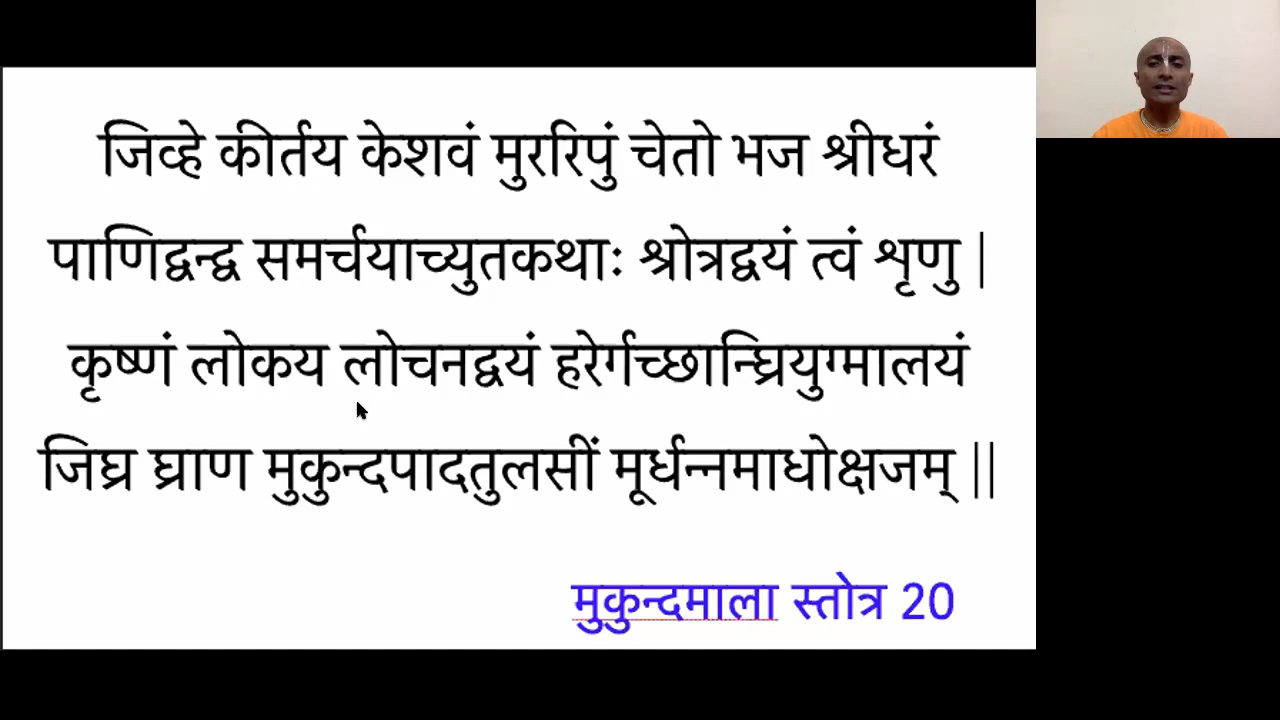 जिव्हे कीर्तय केशवं मुररिपुं चेतो भज श्रीधरं
पाणिद्वन्द्व समर्चयाच्युतकथाः श्रोत्रद्वयं त्वं शृणु |
कृष्णं लोकय लोचनद्वयं हरेर्गच्छान्घ्रियुग्मालयं
जिघ्र घ्राण मुकुन्दपादतुलसीं मूर्धन्नमाधोक्षजम् ||
मुकुन्दमाला स्तोत्र 20